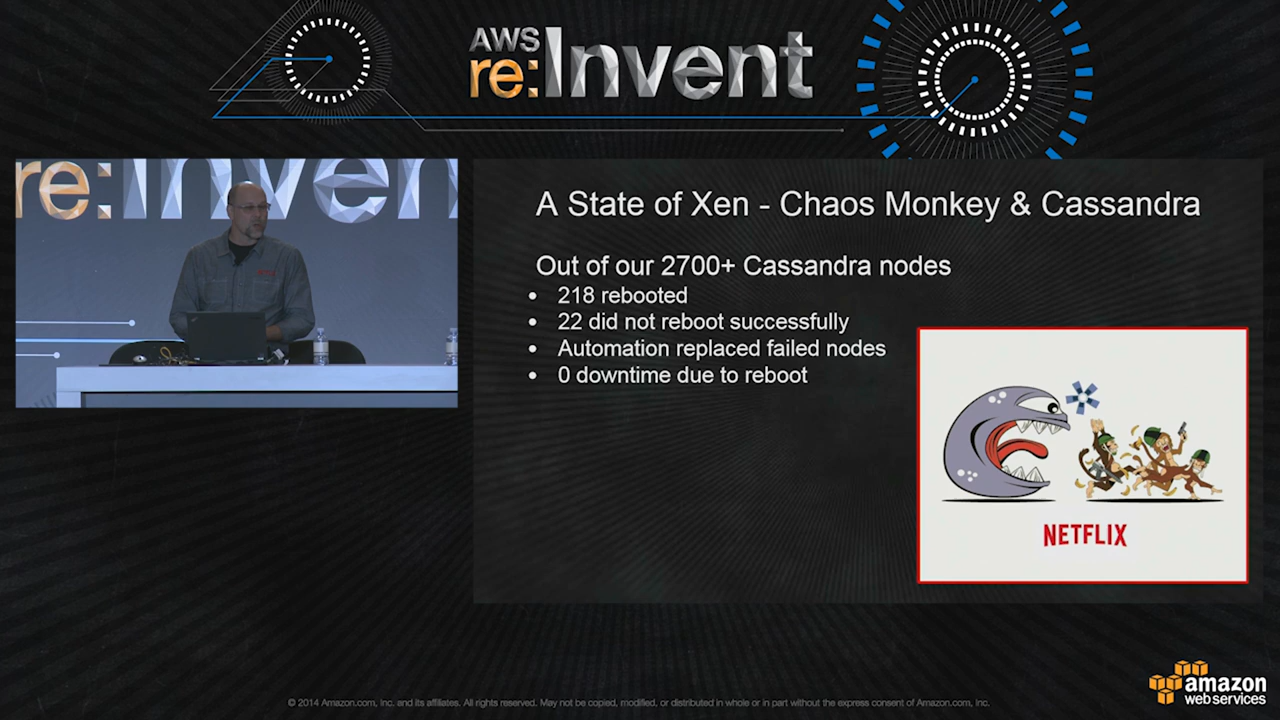 AWS
re:Invent
re:Inven
A State of Xen - Chaos Monkey & Cassandra
Out of our 2700+ Cassandra nodes
• 218 rebooted
• 22 did not reboot successfully
• Automation replaced failed nodes
• 0 downtime due to reboot
NETFLIX
amazon
web services
© 2014 Amazon.com, Inc. and its affiliates. All rights reserved. May not be copied, modified, or distributed in whole or in part without the express consent of Amazon.com, Inc.